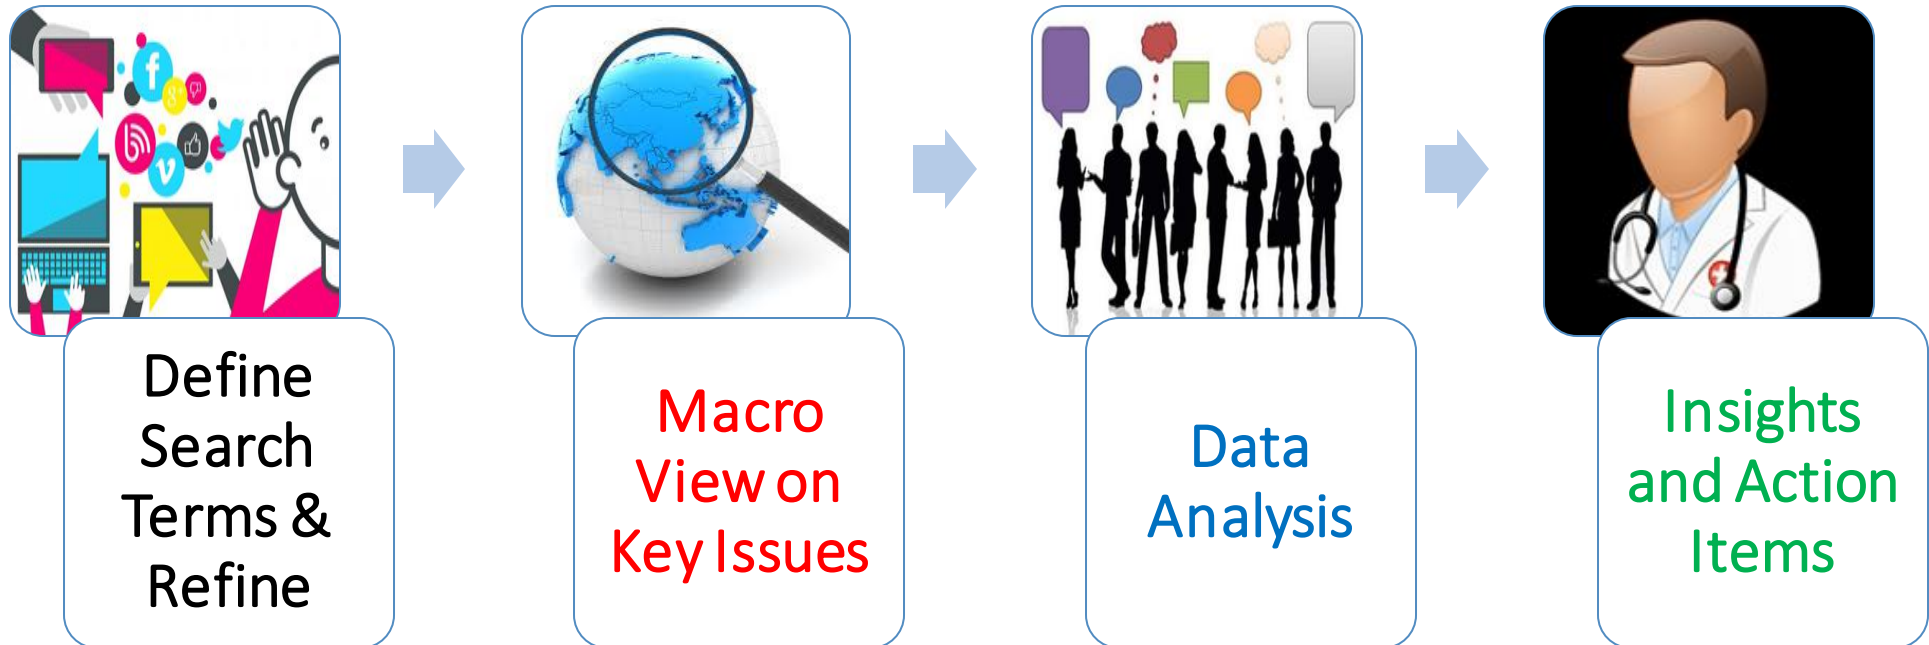 Define
Search
Terms &
Refine
Macro
View on
Key Issues
Data
Analysis
Insights
and Action
Items